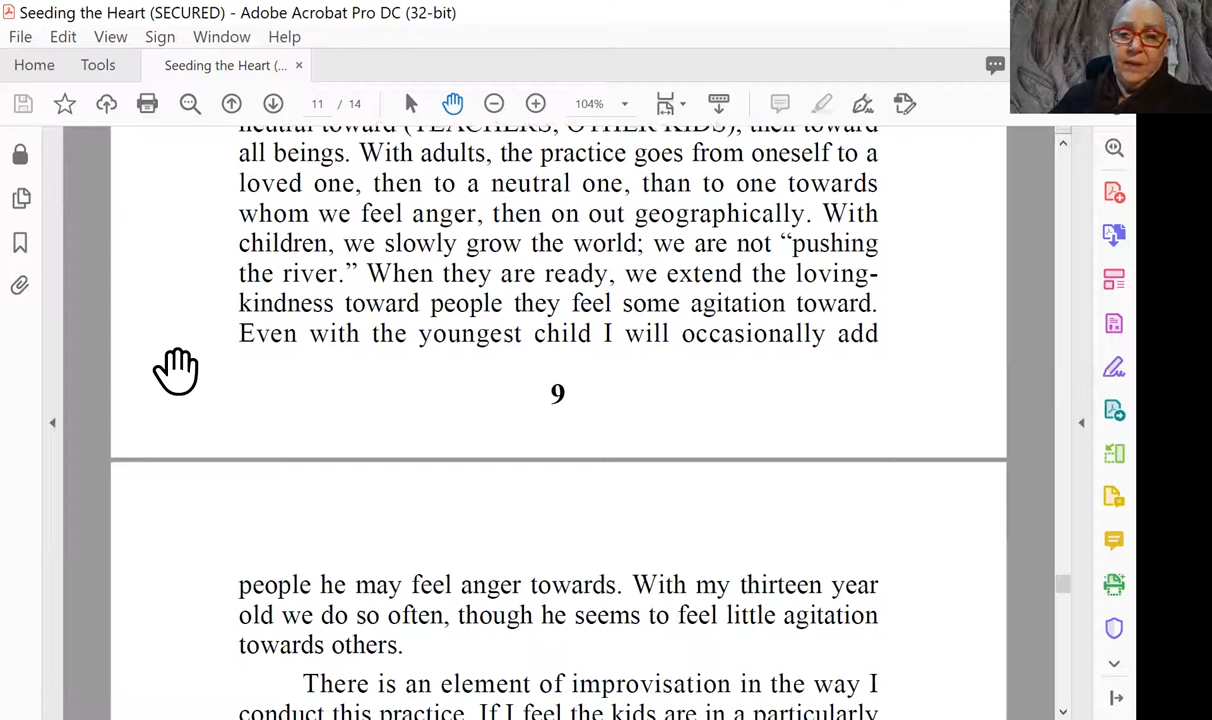 Seeding the Heart (SECURED) - Adobe Acrobat Pro DC (32-bit)
File Edit View Sign Window Help
Home Tools Seeding the Heart (... ×
11 / 14 104%
neutral toward (TEACHERS, OTHER KIDS), then toward
all beings. With adults, the practice goes from oneself to a
loved one, then to a neutral one, than to one towards
whom we feel anger, then on out geographically. With
children, we slowly grow the world; we are not “pushing
the river.” When they are ready, we extend the loving-
kindness toward people they feel some agitation toward.
Even with the youngest child I will occasionally add
9
people he may feel anger towards. With my thirteen year
old we do so often, though he seems to feel little agitation
towards others.
There is an element of improvisation in the way I
conduct this practice. If I feel the kids are in a particularly